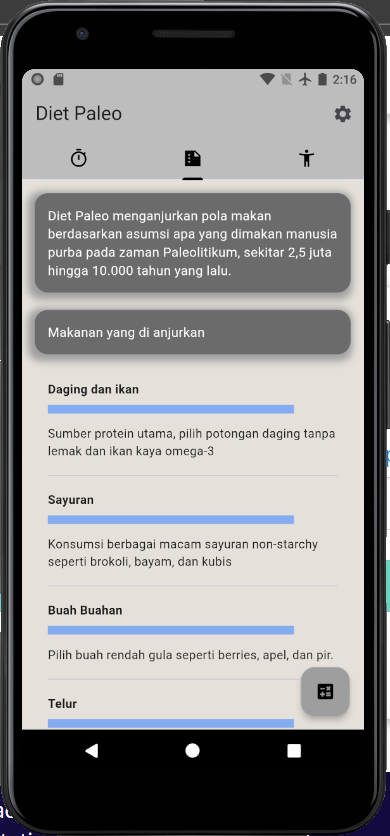 2:16
Diet Paleo
Diet Paleo menganjurkan pola makan
berdasarkan asumsi apa yang dimakan manusia
purba pada zaman Paleolitikum, sekitar 2,5 juta
hingga 10.000 tahun yang lalu.
Makanan yang di anjurkan
Daging dan ikan
Sumber protein utama, pilih potongan daging tanpa
lemak dan ikan kaya omega-3
Sayuran
Konsumsi berbagai macam sayuran non-starchy
seperti brokoli, bayam, dan kubis
Buah Buahan
Pilih buah rendah gula seperti berries, apel, dan pir.
Telur